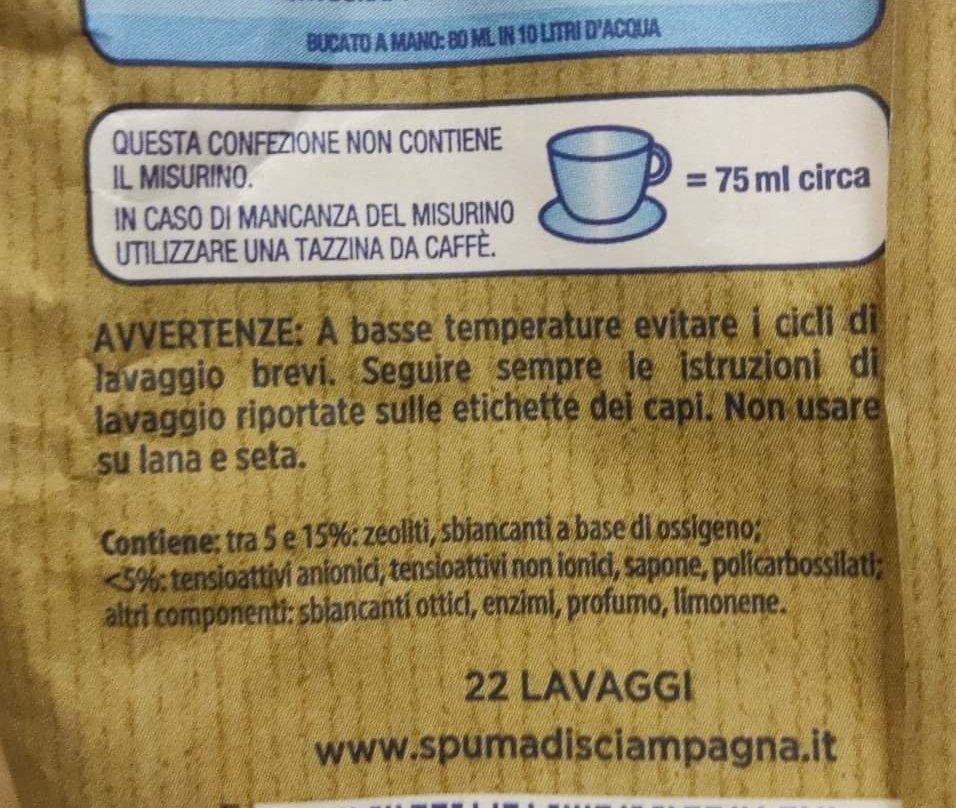 BUCATO A MANO: 80 ML IN 10 LITRI D'ACQUA
QUESTA CONFEZIONE NON CONTIENE
IL MISURINO.
IN CASO DI MANCANZA DEL MISURINO
UTILIZZARE UNA TAZZINA DA CAFFÈ.
= 75 ml circa
AVVERTENZE: A basse temperature evitare i cicli di
lavaggio brevi. Seguire sempre le istruzioni di
lavaggio riportate sulle etichette dei capi. Non usare
su lana e seta.
Contiene: tra 5 e 15%: zeoliti, sbiancanti a base di ossigeno;
<5%: tensioattivi anionici, tensioattivi non ionici, sapone, policarbossilati;
altri componenti: sbiancanti ottici, enzimi, profumo, limonene.
22 LAVAGGI
www.spumadisciampagna.it